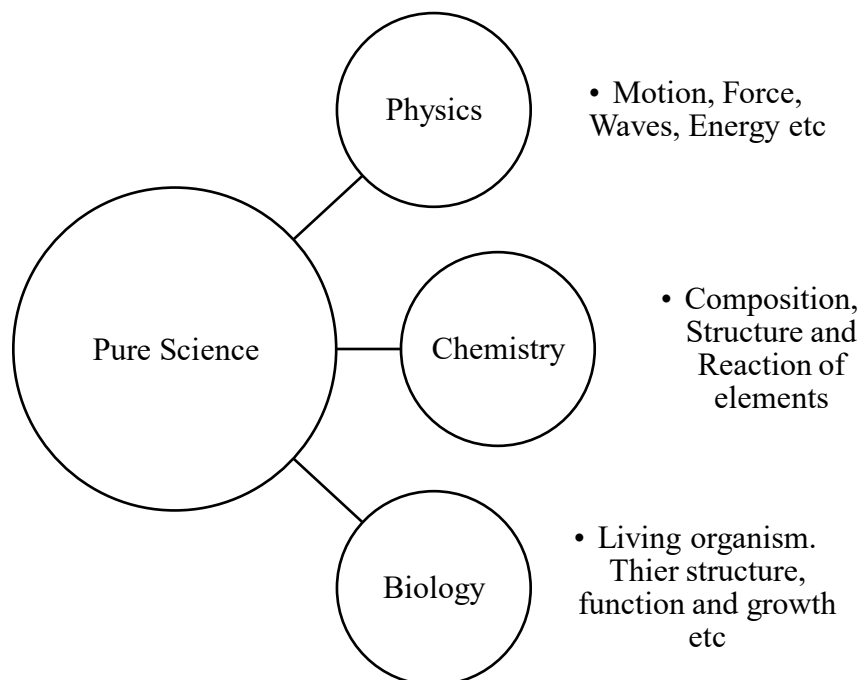 Physics
• Motion, Force,
Waves, Energy etc
Pure Science
Chemistry
• Composition,
Structure and
Reaction of
elements
Biology
• Living organism.
Thier structure,
function and growth
etc